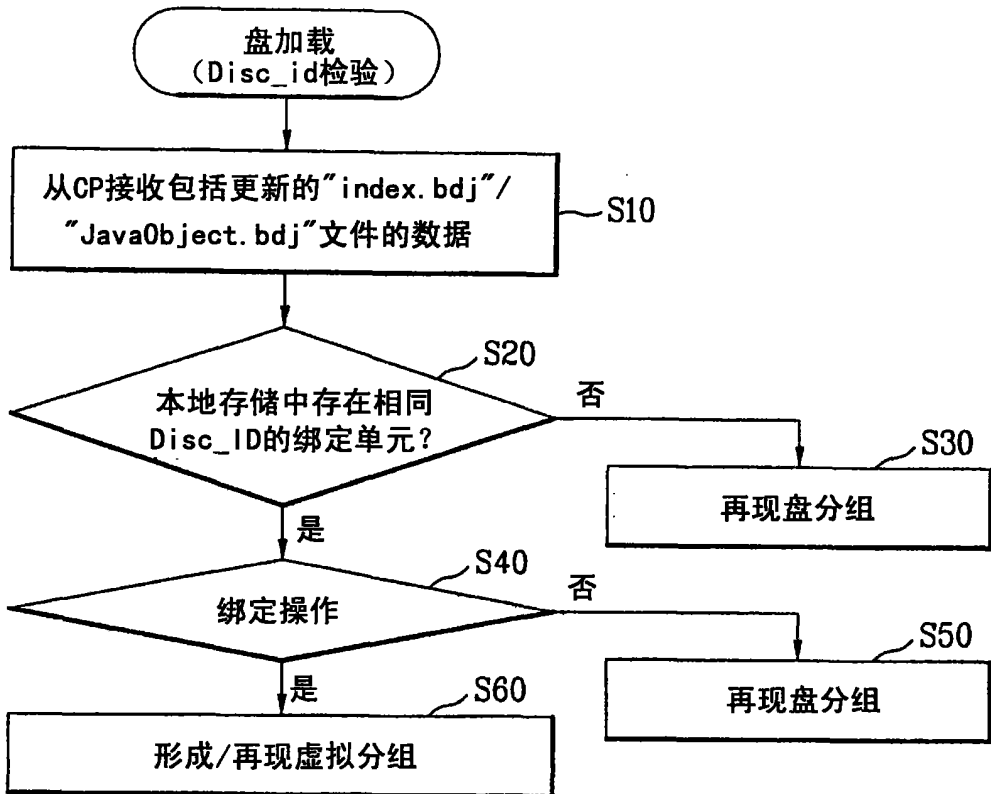 盘加载
(Disc_id检验)
从CP接收包括更新的"index.bdj"/
"JavaObject.bdj"文件的数据
S10
S20
本地存储中存在相同
Disc_ID的绑定单元?
否
S30
再现盘分组
是
S40
绑定操作
否
S50
再现盘分组
是
S60
形成/再现虚拟分组